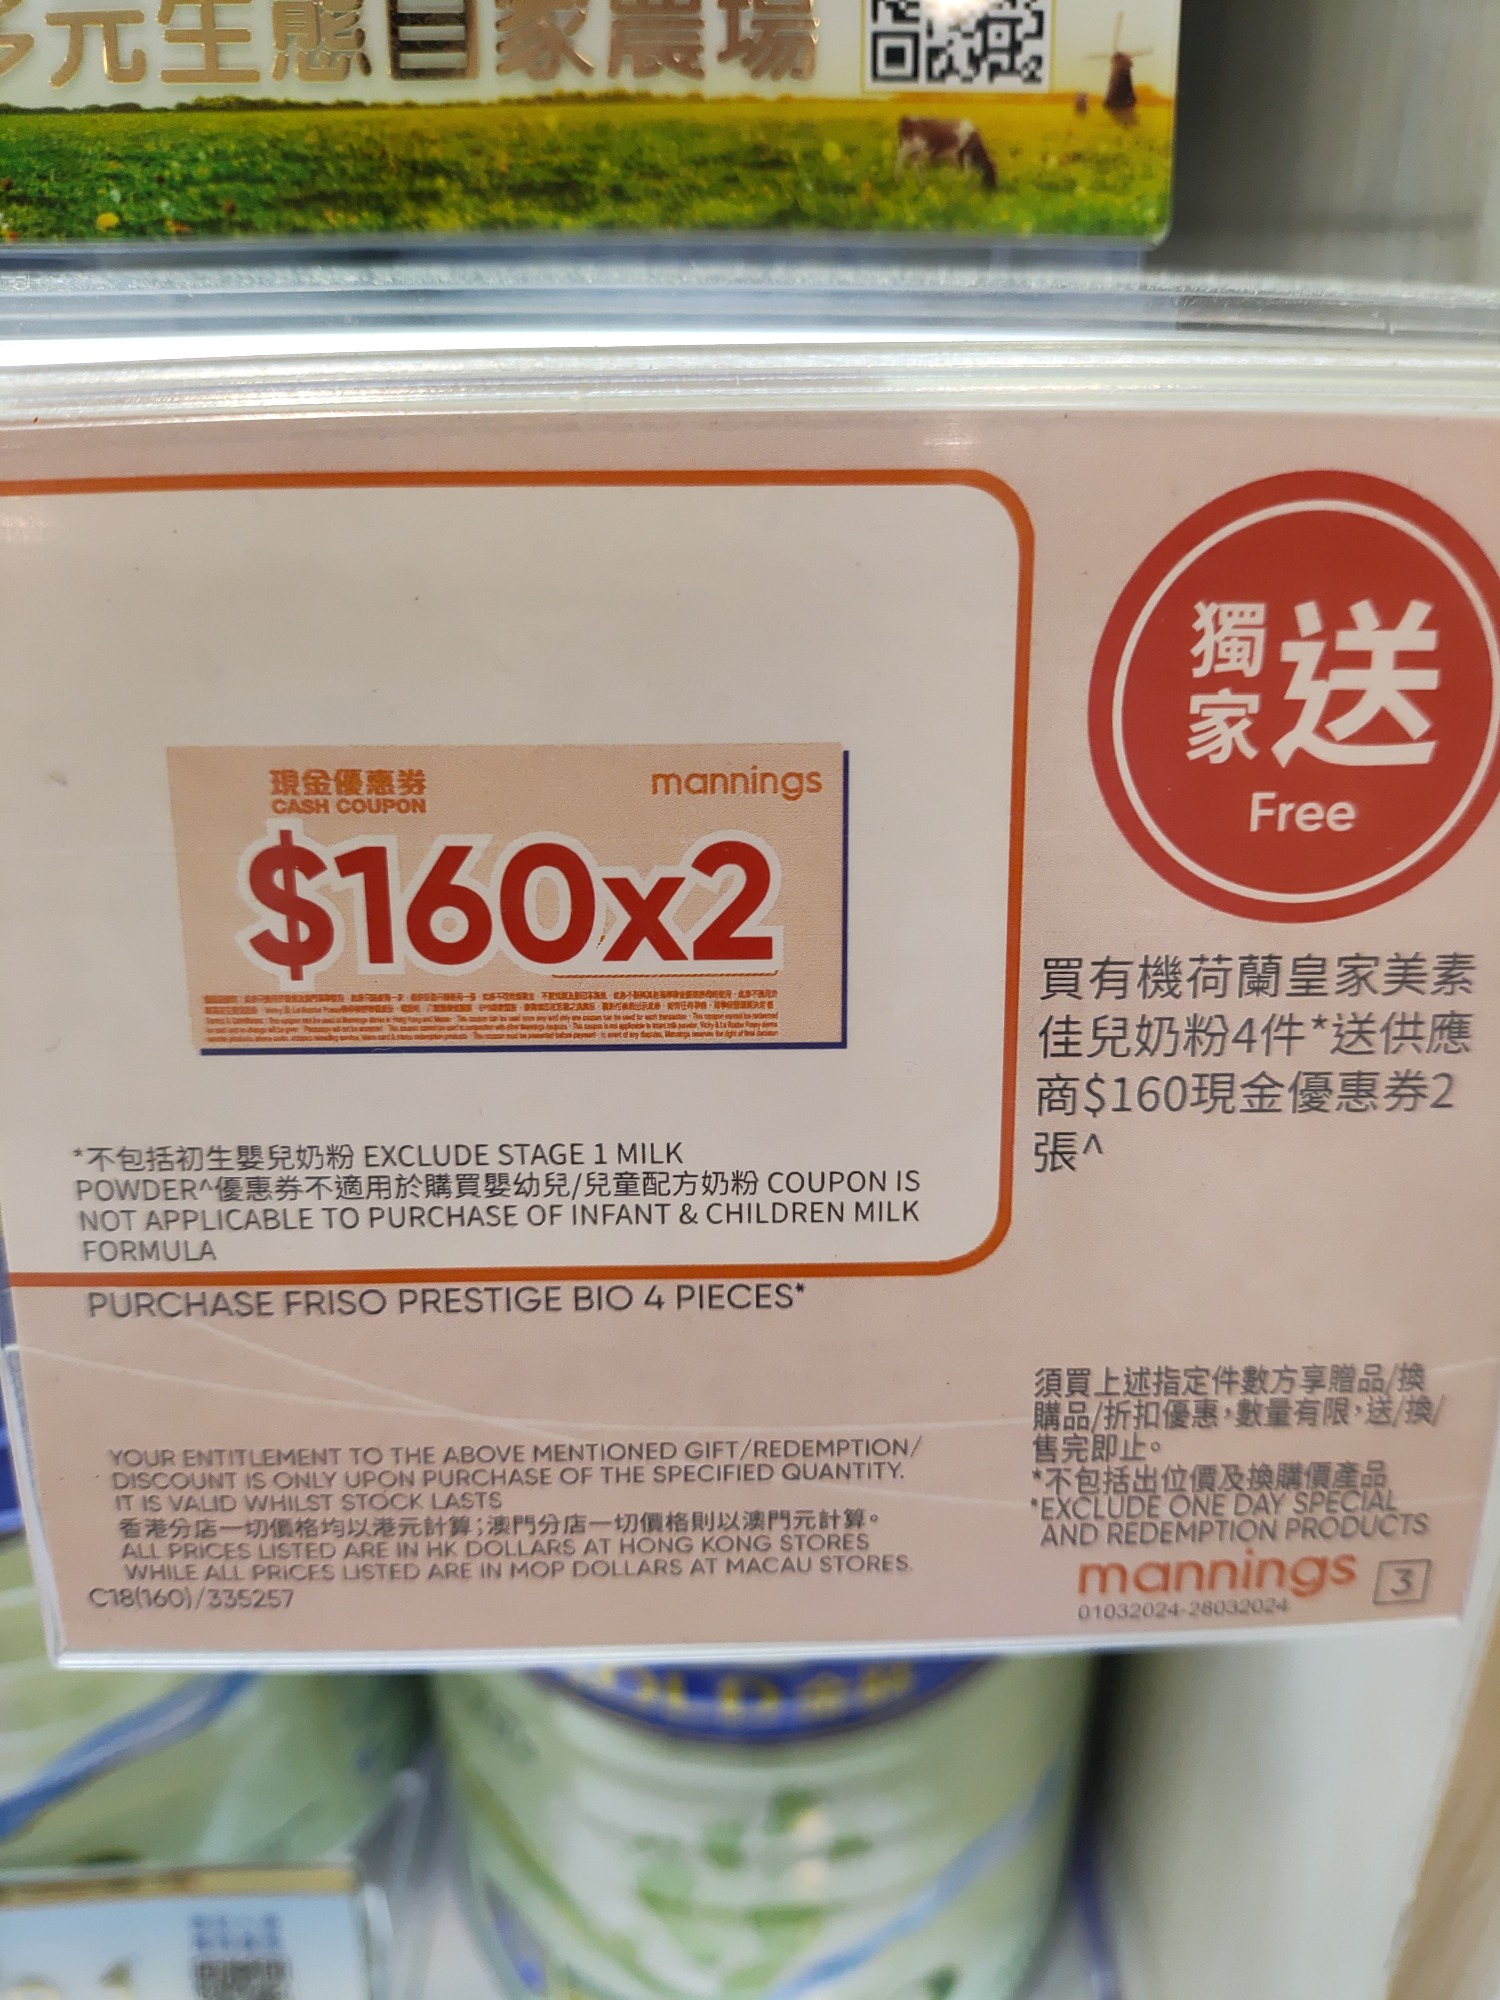 多元生態自家農場
獨家送
Free
現金優惠券
CASH COUPON
mannings
$160x2
買有機荷蘭皇家美素
佳兒奶粉4件*送供應
商$160現金優惠券2
張^
*不包括初生嬰兒奶粉 EXCLUDE STAGE 1 MILK
POWDER^優惠券不適用於購買嬰幼兒/兒童配方奶粉 COUPON IS
NOT APPLICABLE TO PURCHASE OF INFANT & CHILDREN MILK
FORMULA
PURCHASE FRISO PRESTIGE BIO 4 PIECES*
YOUR ENTITLEMENT TO THE ABOVE MENTIONED GIFT/REDEMPTION/
DISCOUNT IS ONLY UPON PURCHASE OF THE SPECIFIED QUANTITY.
IT IS VALID WHILST STOCK LASTS
香港分店一切價格均以港元計算;澳門分店一切價格則以澳門元計算。
ALL PRICES LISTED ARE IN HK DOLLARS AT HONG KONG STORES
WHILE ALL PRICES LISTED ARE IN MOP DOLLARS AT MACAU STORES.
C18(160)/335257
須買上述指定件數方享贈品/換
購品/折扣優惠,數量有限,送/換/
售完即止。
*不包括出位價及換購價產品
*EXCLUDE ONE DAY SPECIAL
AND REDEMPTION PRODUCTS
mannings 3
01032024-28032024